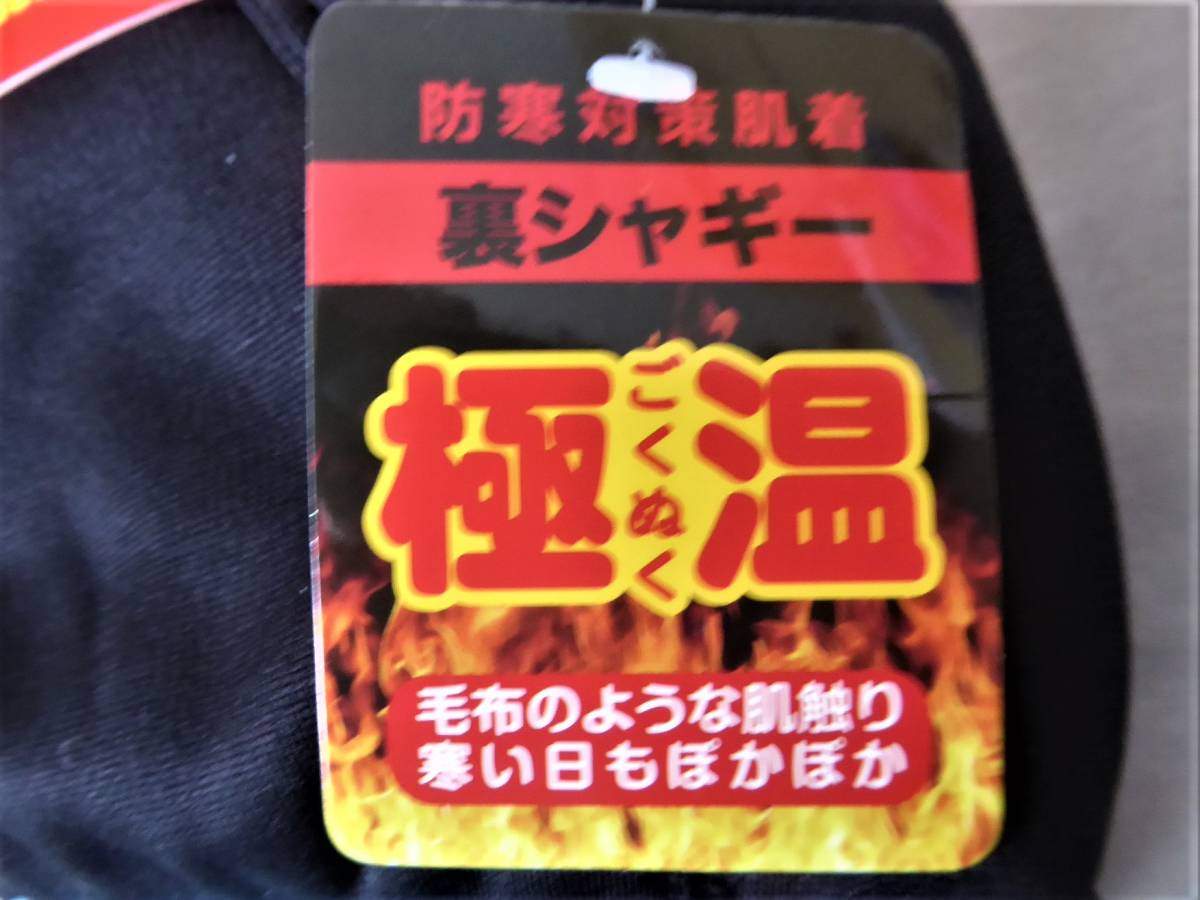 防寒対策肌着
裏シャギー
極温
ごくぬく
毛布のような肌触り
寒い日もぽかぽか